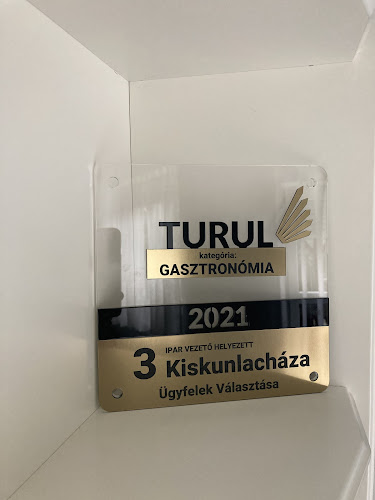 TURUL
kategória:
GASZTRONÓMIA
2021
3 IPAR VEZETŐ HELYEZETT
Kiskunlacháza
Ügyfelek Választása